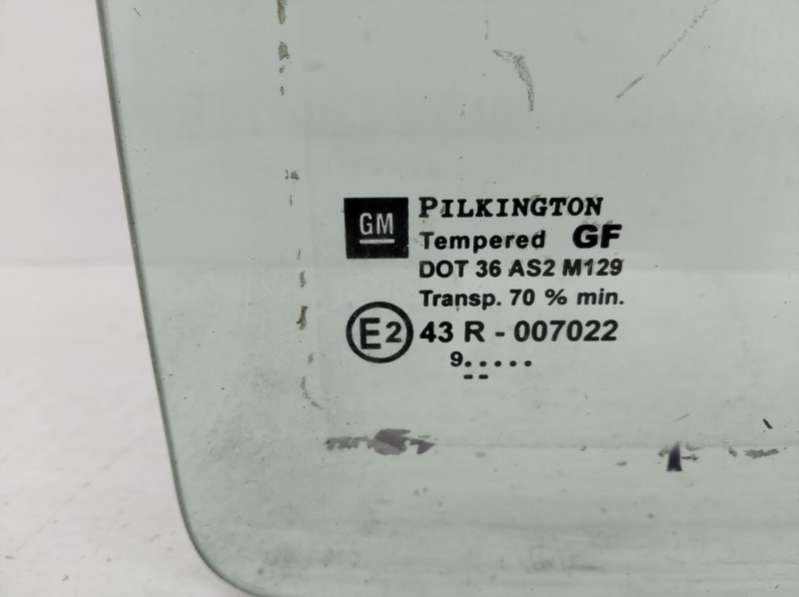 GM
PILKINGTON
Tempered GF
DOT 36 AS2 M129
Transp. 70 % min.
E2 43 R - 007022
9.....
--